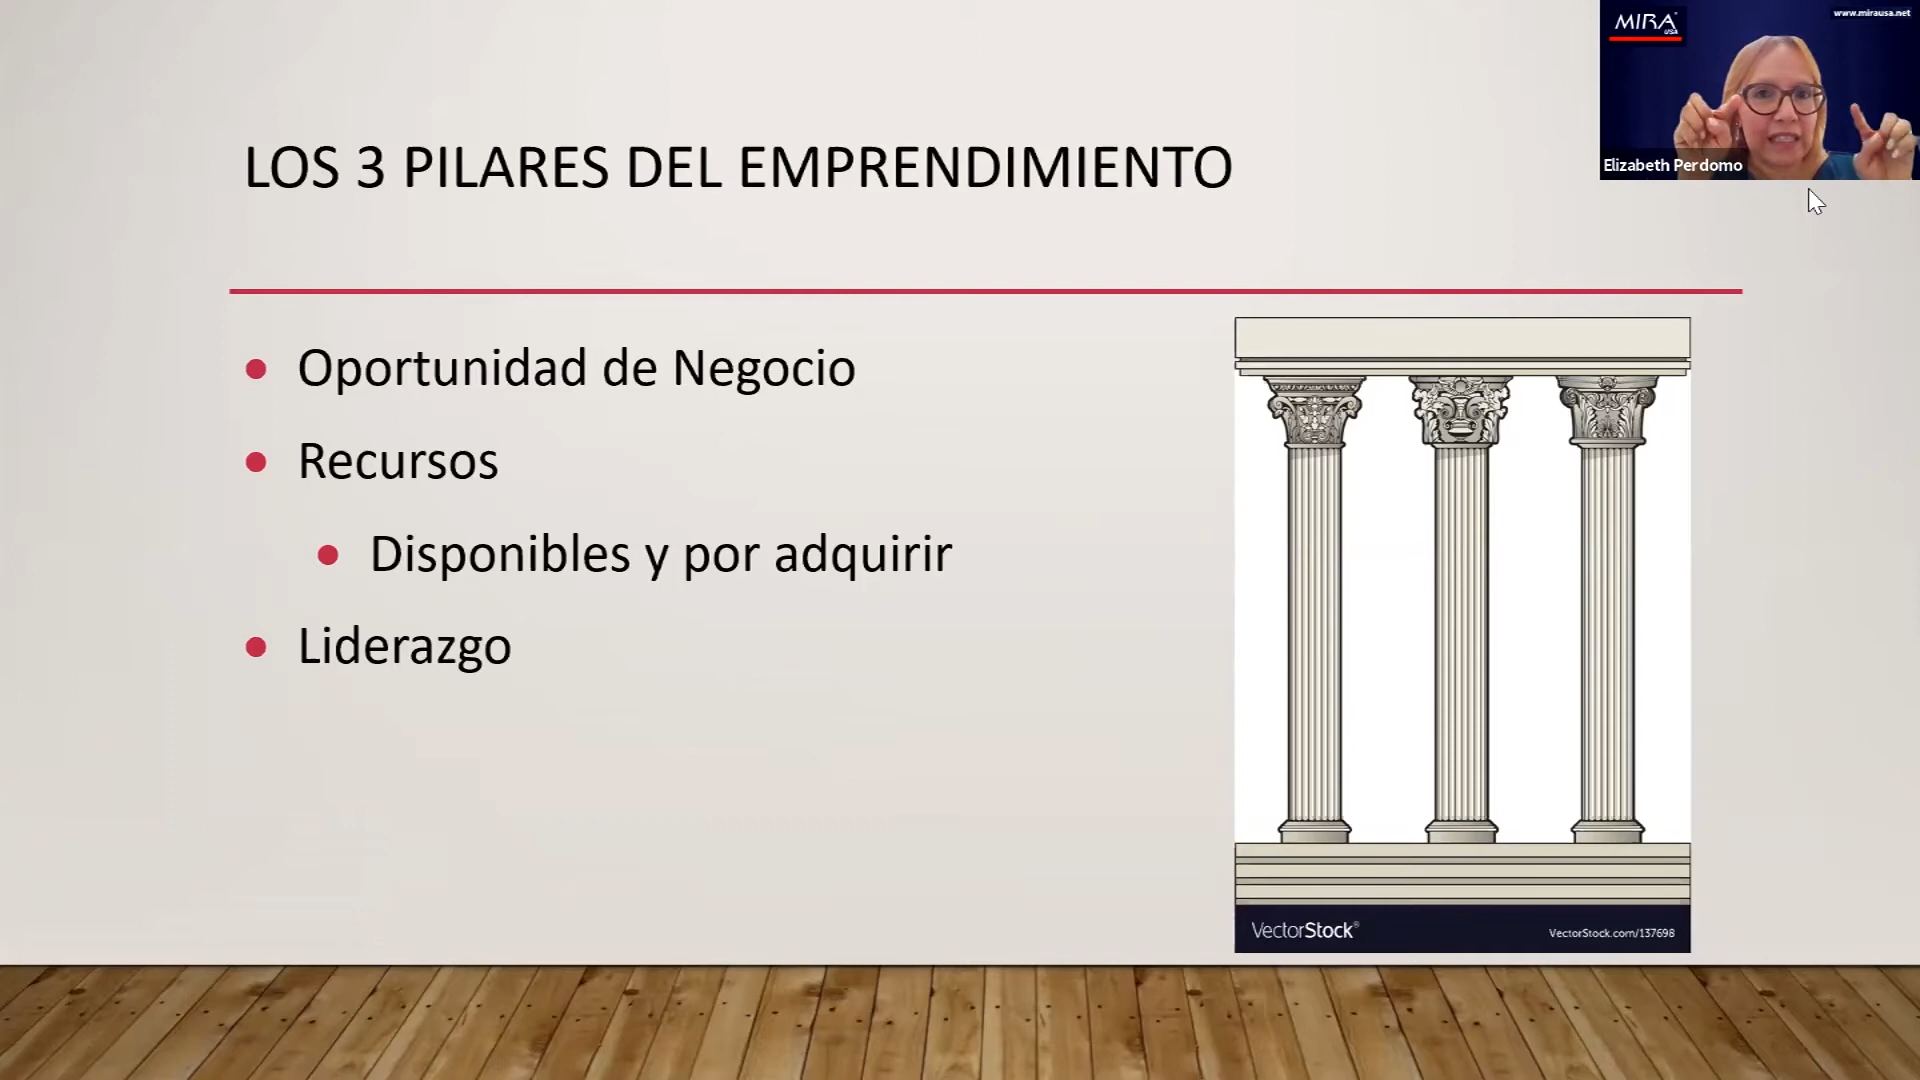 MIRA
USA
www.mirausa.net
Elizabeth Perdomo
LOS 3 PILARES DEL EMPRENDIMIENTO
Oportunidad de Negocio
Recursos
Disponibles y por adquirir
Liderazgo
VectorStock®
VectorStock.com/137698